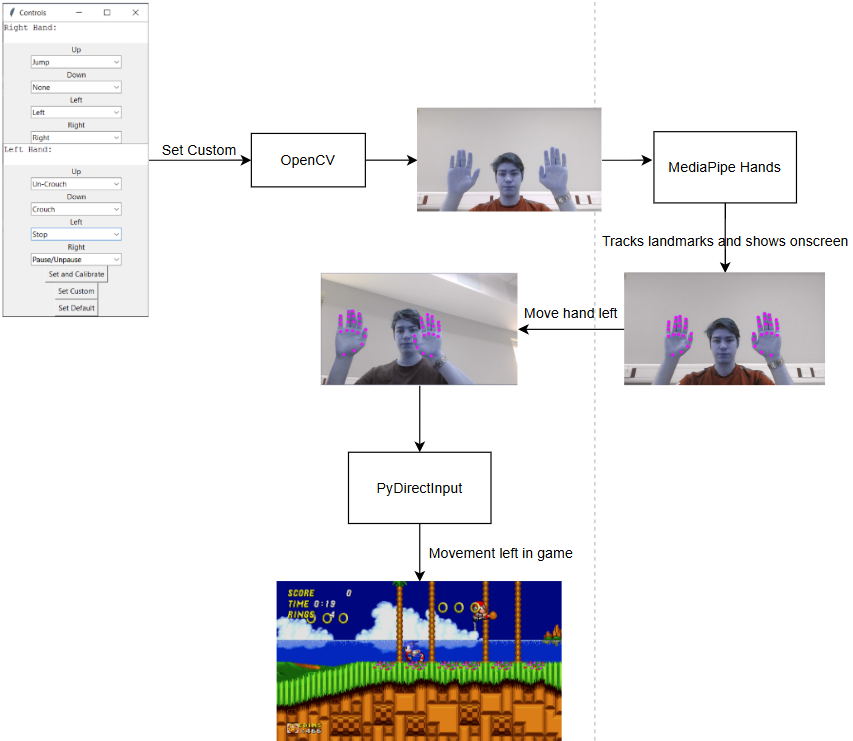 Controls
Right Hand:
Up
Jump
Down
None
Left
Left
Right
Right
Left Hand:
Up
Un-Crouch
Down
Crouch
Left
Stop
Right
Pause/Unpause
Set and Calibrate
Set Custom
Set Default
Set Custom
OpenCV
MediaPipe Hands
Tracks landmarks and shows onscreen
Move hand left
PyDirectInput
Movement left in game
SCORE 0
TIME 0:19
RINGS